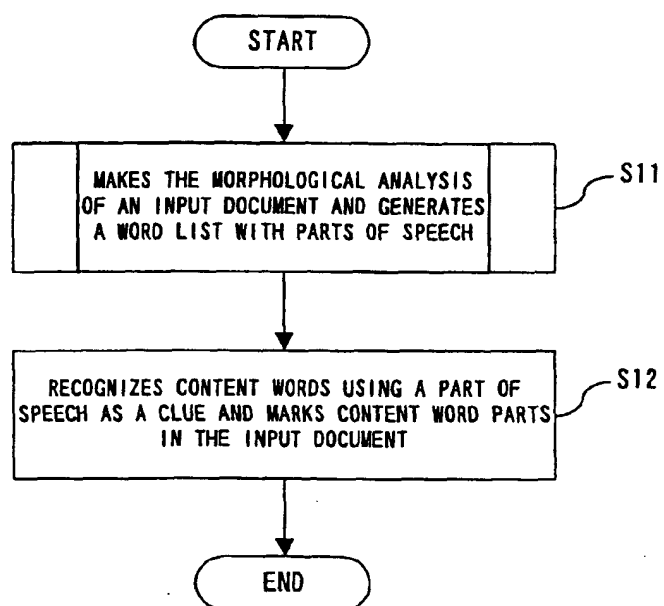 START
MAKES THE MORPHOLOGICAL ANALYSIS
OF AN INPUT DOCUMENT AND GENERATES
A WORD LIST WITH PARTS OF SPEECH
S11
RECOGNIZES CONTENT WORDS USING A PART OF
SPEECH AS A CLUE AND MARKS CONTENT WORD PARTS
IN THE INPUT DOCUMENT
S12
END